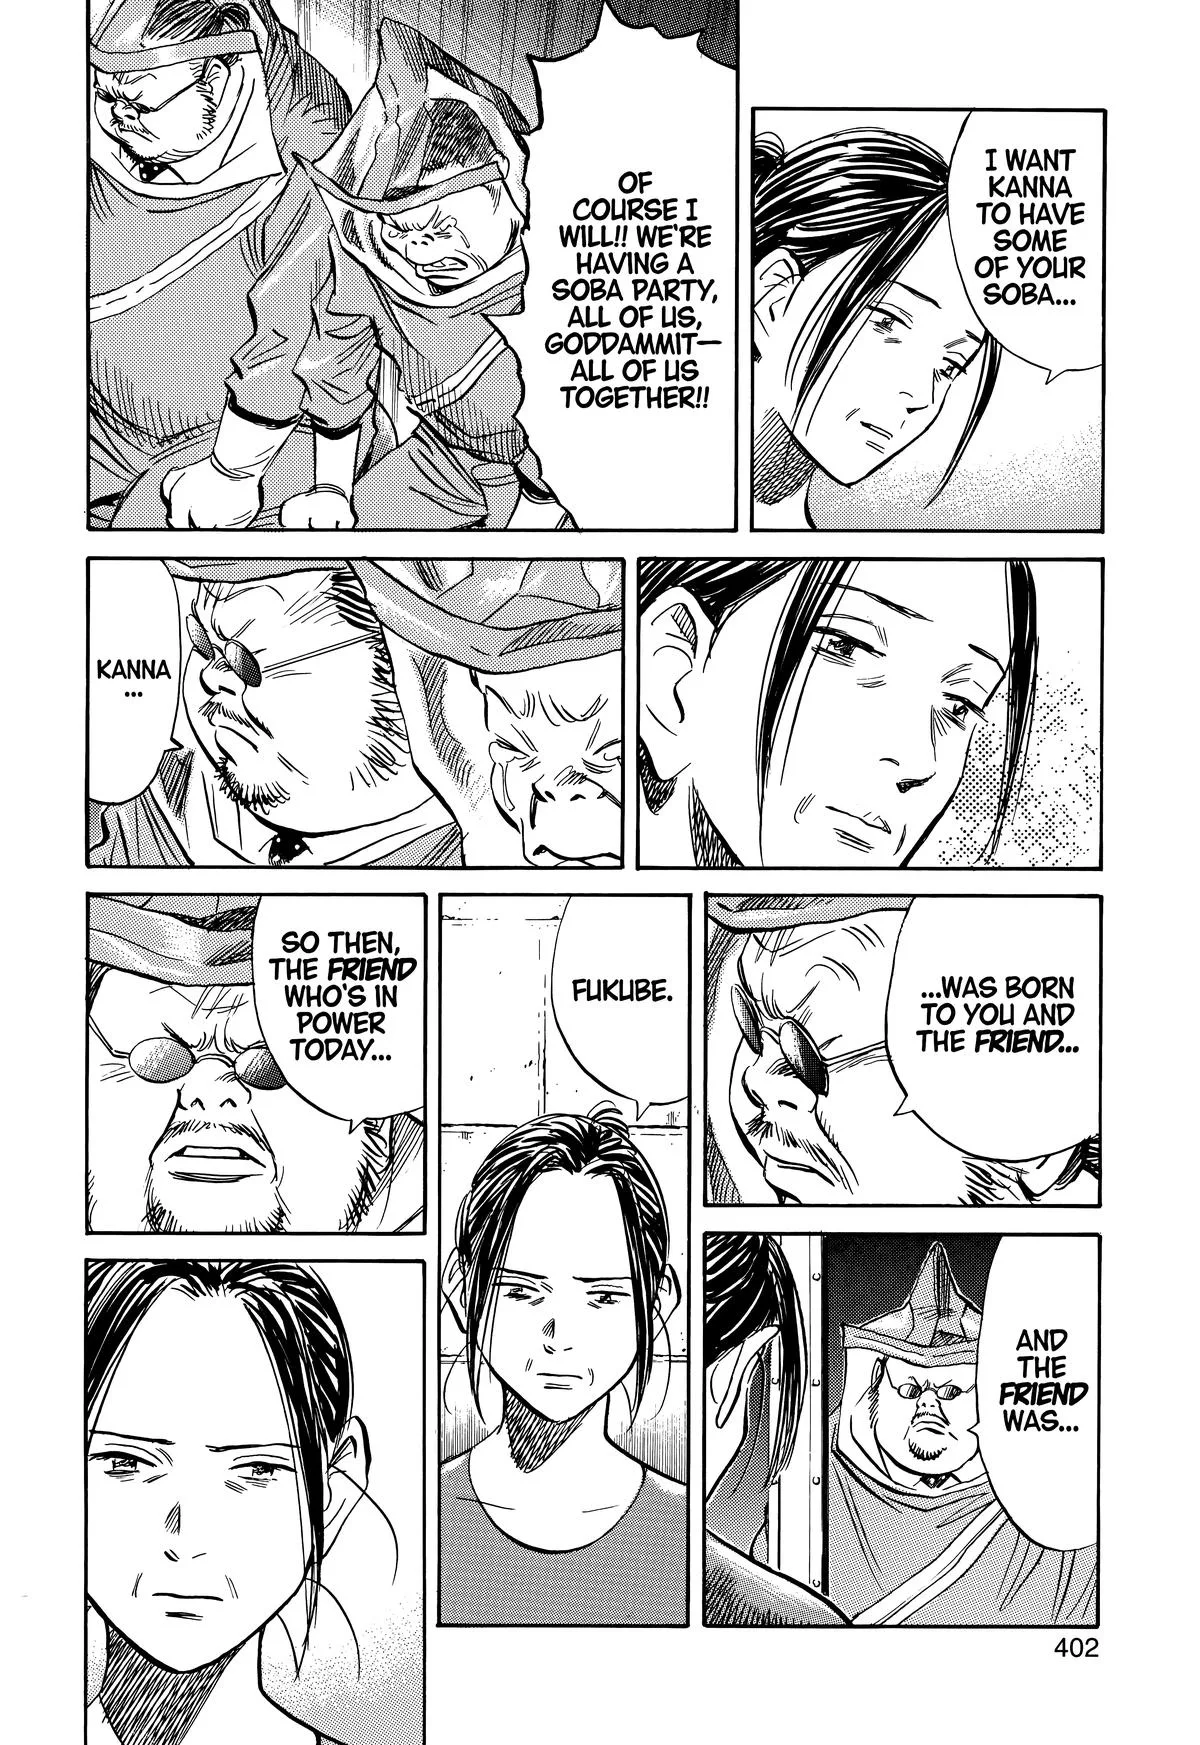 I WANT
KANNA
TO HAVE
SOME
OF YOUR
SOBA...
OF
COURSE I
WILL!! WE'RE
HAVING A
SOBA PARTY,
ALL OF US,
GODDAMMIT—
ALL OF US
TOGETHER!!
KANNA
...
...WAS BORN
TO YOU AND
THE FRIEND...
AND
THE
FRIEND
WAS...
FUKUBE.
SO THEN,
THE FRIEND
WHO'S IN
POWER
TODAY...
402